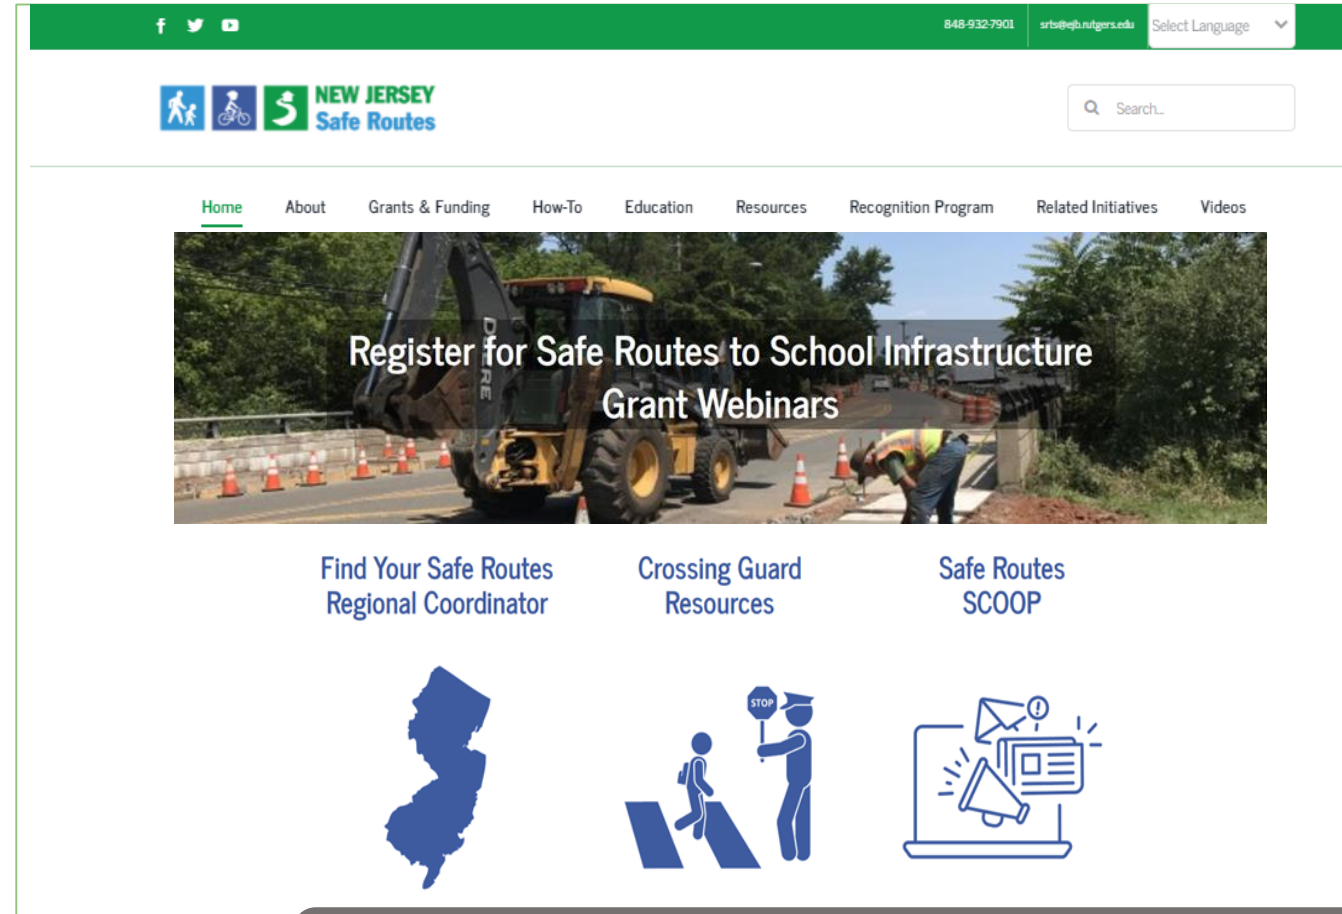 848-932-7901
srts@ejb.rutgers.edu
Select Language
NEW JERSEY
Safe Routes
Search...
Home
About
Grants & Funding
How-To
Education
Resources
Recognition Program
Related Initiatives
Videos
DEERE
Register for Safe Routes to School Infrastructure
Grant Webinars
Find Your Safe Routes
Regional Coordinator
Crossing Guard
Resources
Safe Routes
SCOOP
STOP